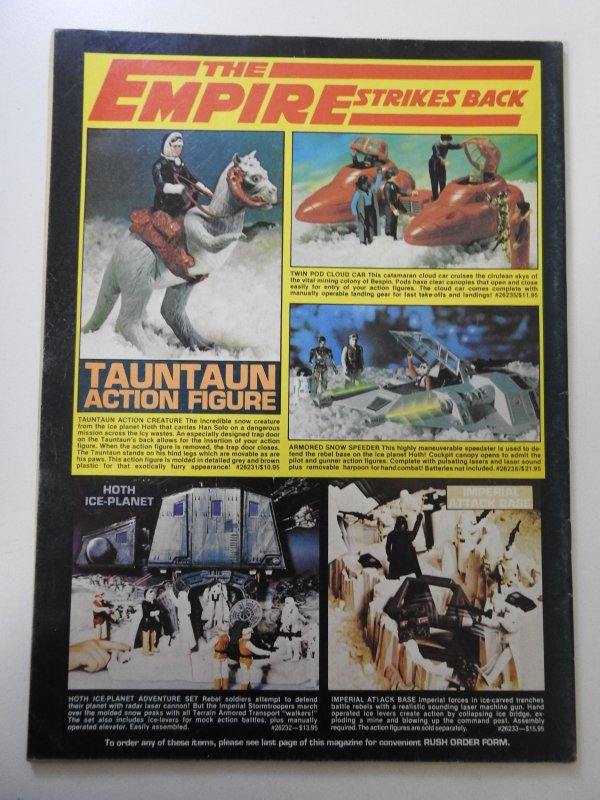 THE
EMPIRE STRIKES BACK
TWIN POD CLOUD CAR This catamaran cloud car cruises the cirulean skys of
the vital mining colony of Bespin. Pods have clear canopies that open and close
easily for entry of your action figures. The cloud car comes complete with
manually operable landing gear for fast take-offs and landings! #26235/$11.95
TAUNTAUN
ACTION FIGURE
TAUNTAUN ACTION CREATURE The incredible snow creature
from the ice planet Hoth that carries Han Solo on a dangerous
mission across the icy wastes. An especially designed trap door
on the Tauntaun's back allows for the insertion of your action
figure. When the action figure is removed, the trap door closes.
The Tauntaun stands on his hind legs which are movable as are
his paws. This action figure is molded in detailed grey and brown
plastic for that exotically furry appearance! #26231/$10.95
ARMORED SNOW SPEEDER This highly maneuverable speedster is used to de-
fend the rebel base on the ice planet Hoth! Cockpit canopy opens to admit the
pilot and gunner action figures. Complete with pulsating lasers and laser sound
plus removable harpoon for hand combat! Batteries not included. #26236/$21.95
HOTH
ICE-PLANET
IMPERIAL
ATTACK BASE
HOTH ICE-PLANET ADVENTURE SET Rebel soldiers attempt to defend
their planet with radar laser cannon! But the Imperial Stormtroopers march
over the molded snow peaks with all Terrain Armored Transport "walkers!"
The set also includes ice-levers for mock action battles, plus manually
operated elevator. Easily assembled. #26232—$13.95
IMPERIAL ATTACK BASE Imperial forces in ice-carved trenches
battle rebels with a realistic sounding laser machine gun. Hand
operated ice levers create action by collapsing ice bridge, ex-
ploding a mine and blowing up the command post. Assembly
required. The action figures are sold separately. #26233—$15.95
To order any of these items, please see last page of this magazine for convenient RUSH ORDER FORM.